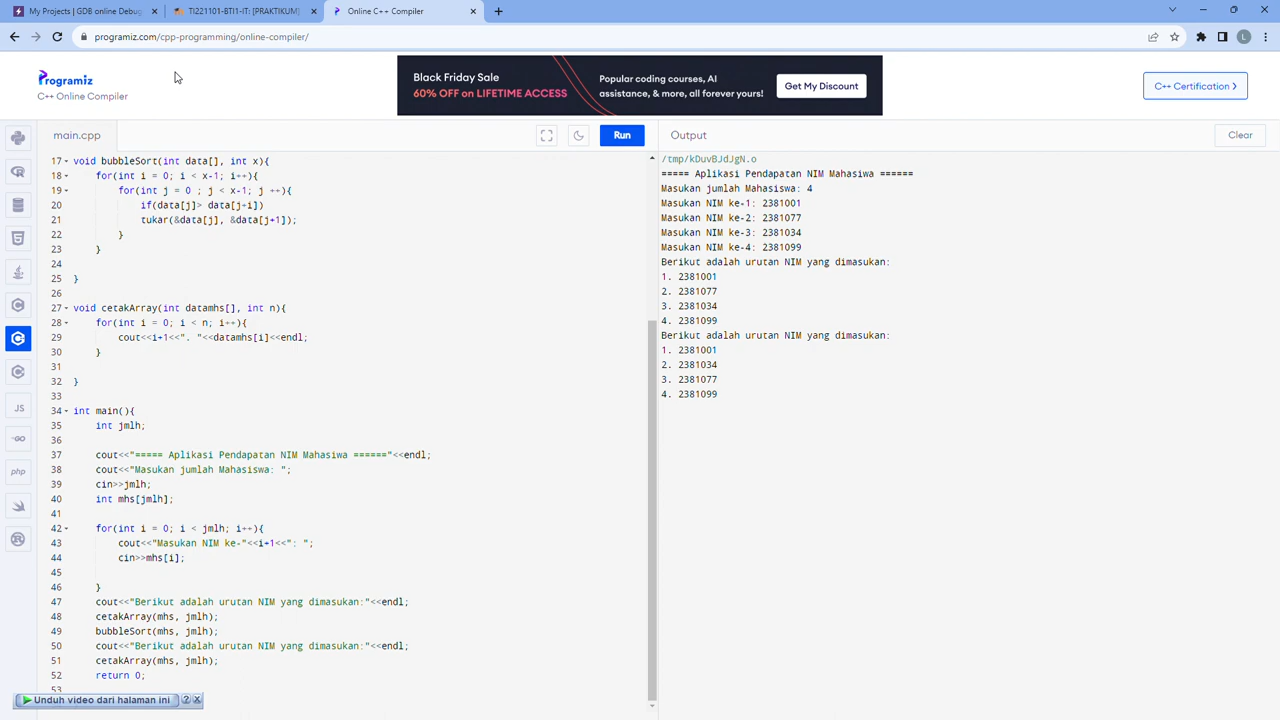 My Projects | GDB online Debug
TI221101-BTI1-IT: [PRAKTIKUM]
Online C++ Compiler
programiz.com/cpp-programming/online-compiler/
L
Programiz
C++ Online Compiler
Black Friday Sale
60% OFF on LIFETIME ACCESS
Popular coding courses, AI
assistance, & more, all forever yours!
Get My Discount
C++ Certification >
main.cpp
Run
Output
Clear
17 void bubbleSort(int data[], int x){
18 for(int i = 0; i < x-1; i++){
19 for(int j = 0 ; j < x-1; j ++){
20 if(data[j]> data[j+i])
21 tukar(&data[j], &data[j+1]);
22 }
23 }
24
25 }
26
27 void cetakArray(int datamhs[], int n){
28 for(int i = 0; i < n; i++){
29 cout<<i+1<<". "<<datamhs[i]<<endl;
30 }
31
32 }
33
34 int main(){
35 int jmlh;
36
37 cout<<"===== Aplikasi Pendapatan NIM Mahasiwa ======"<<endl;
38 cout<<"Masukan jumlah Mahasiswa: ";
39 cin>>jmlh;
40 int mhs[jmlh];
41
42 for(int i = 0; i < jmlh; i++){
43 cout<<"Masukan NIM ke-"<<i+1<<": ";
44 cin>>mhs[i];
45
46 }
47 cout<<"Berikut adalah urutan NIM yang dimasukan:"<<endl;
48 cetakArray(mhs, jmlh);
49 bubbleSort(mhs, jmlh);
50 cout<<"Berikut adalah urutan NIM yang dimasukan:"<<endl;
51 cetakArray(mhs, jmlh);
52 return 0;
53
/tmp/kDuvBJdJgN.o
===== Aplikasi Pendapatan NIM Mahasiwa ======
Masukan jumlah Mahasiswa: 4
Masukan NIM ke-1: 2381001
Masukan NIM ke-2: 2381077
Masukan NIM ke-3: 2381034
Masukan NIM ke-4: 2381099
Berikut adalah urutan NIM yang dimasukan:
1. 2381001
2. 2381077
3. 2381034
4. 2381099
Berikut adalah urutan NIM yang dimasukan:
1. 2381001
2. 2381034
3. 2381077
4. 2381099
JS
GO
php
Unduh video dari halaman ini
?